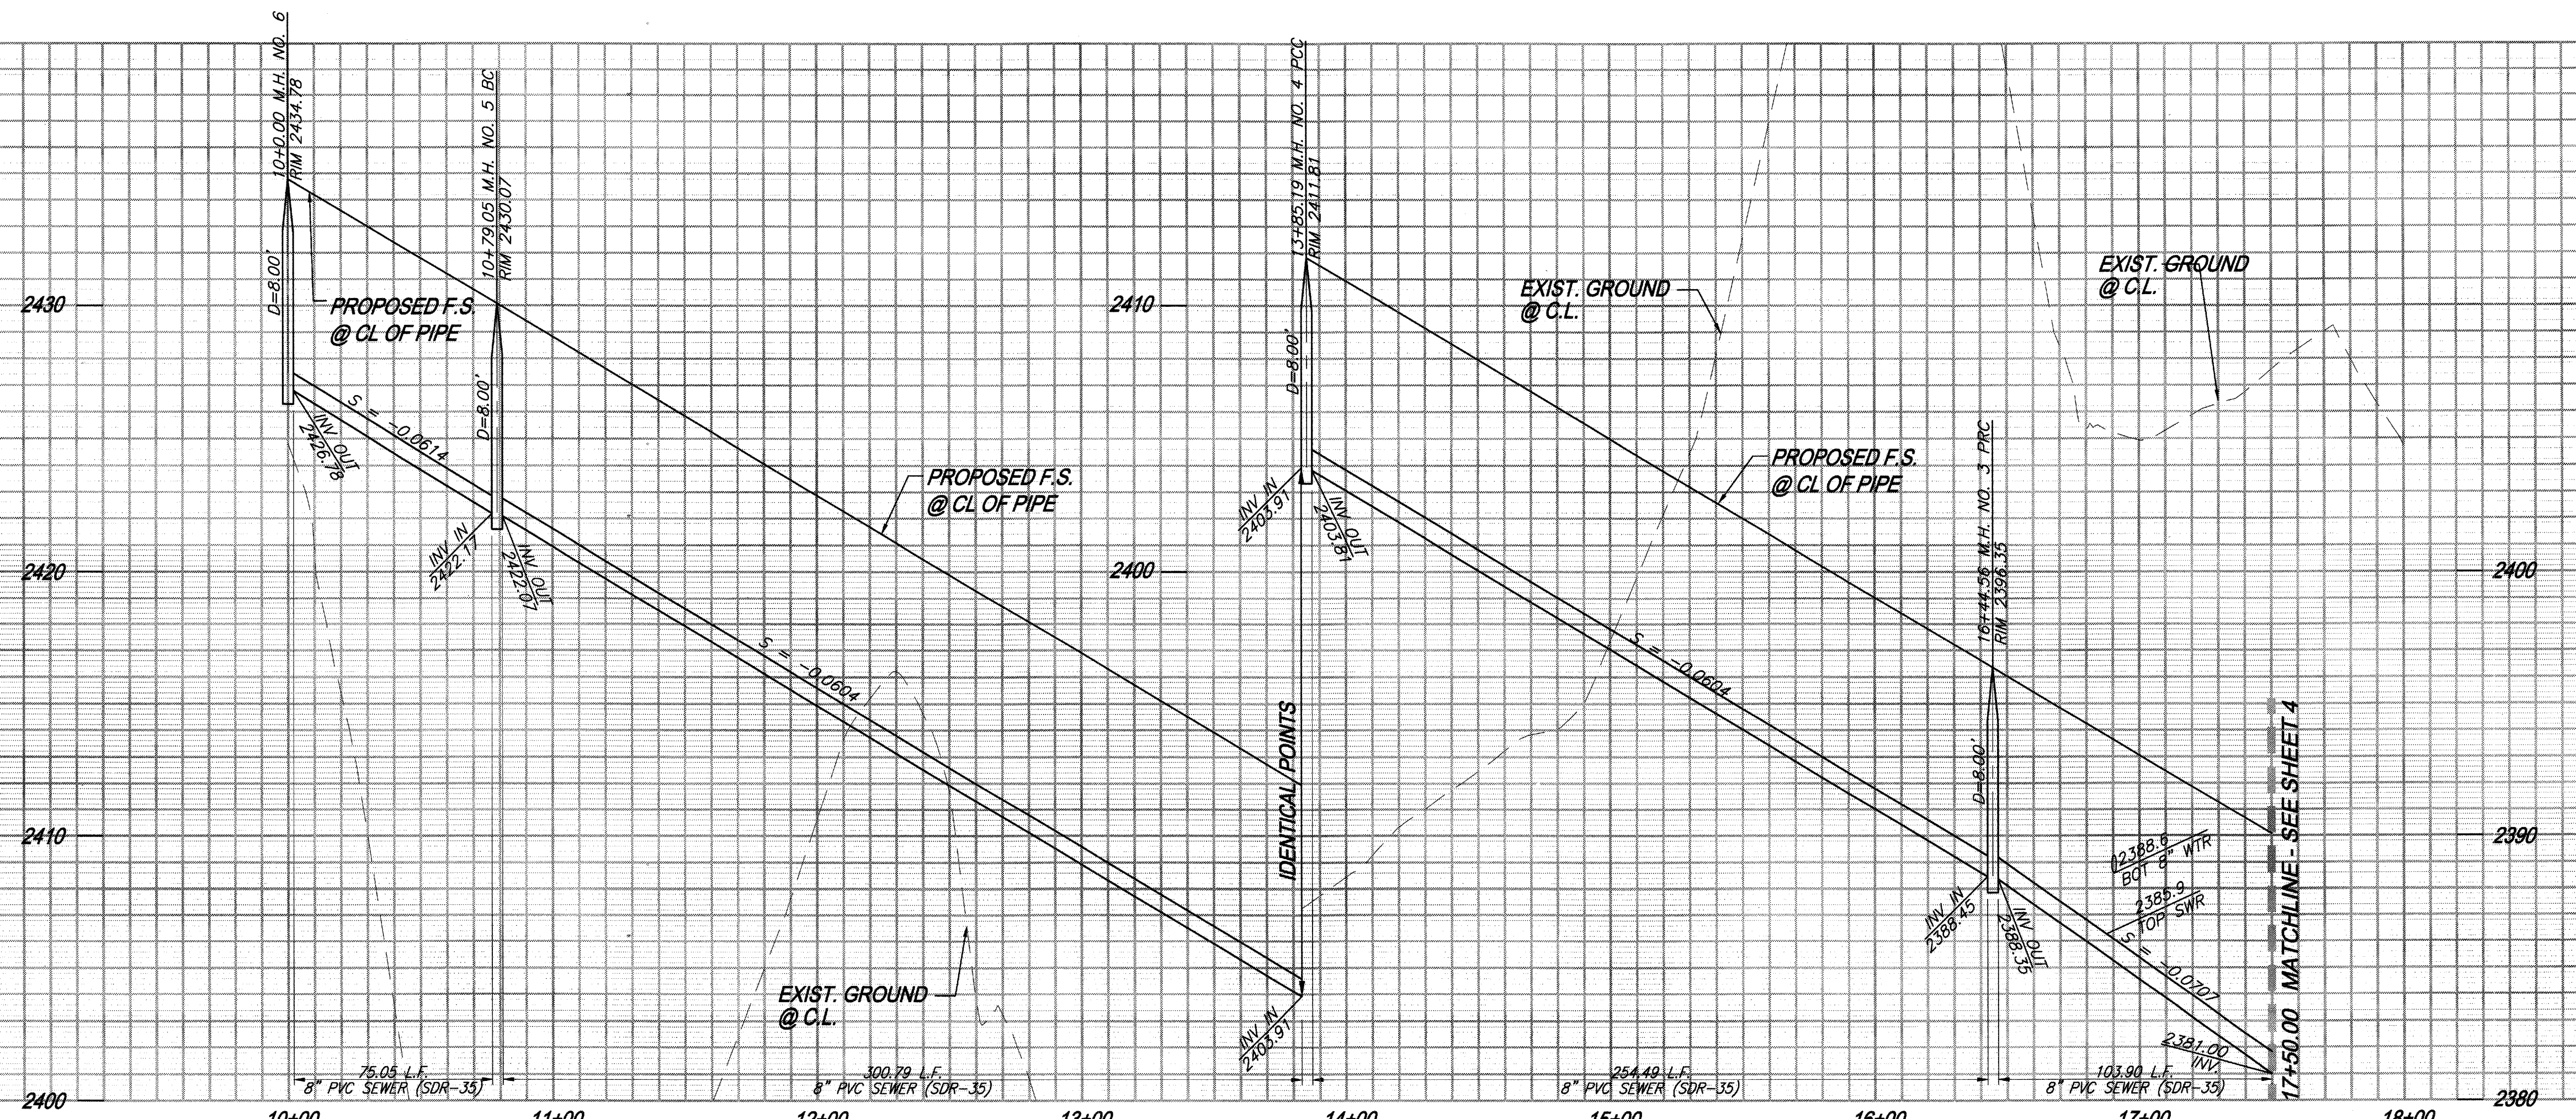 10+0.00 M.H. NO. 6
RIM 2434.78
10+79.05 M.H. NO. 5 BC
RIM 2430.07
13+85.19 M.H. NO. 4 PCC
RIM 2411.81
16+44.56 M.H. NO. 3 PRC
RIM 2396.35
2430
2420
2410
2400
D=8.00'
PROPOSED F.S.
@ CL OF PIPE
INV OUT
2426.78
S = -0.0614
D=8.00'
INV IN
2422.17
INV OUT
2422.07
S = -0.0604
PROPOSED F.S.
@ CL OF PIPE
EXIST. GROUND
@ C.L.
2410
2400
D=8.00'
INV IN
2403.91
INV OUT
2403.81
IDENTICAL POINTS
INV IN
2403.91
EXIST. GROUND
@ C.L.
PROPOSED F.S.
@ CL OF PIPE
S = -0.0604
EXIST. GROUND
@ C.L.
D=8.00'
INV IN
2388.45
INV OUT
2388.35
2388.6
BOT 8" WTR
2385.9
TOP SWR
S = -0.0707
2381.00
INV.
17+50.00 MATCHLINE - SEE SHEET 4
2400
2390
2380
75.05 L.F.
8" PVC SEWER (SDR-35)
300.79 L.F.
8" PVC SEWER (SDR-35)
254.49 L.F.
8" PVC SEWER (SDR-35)
103.90 L.F.
8" PVC SEWER (SDR-35)
10+00
11+00
12+00
13+00
14+00
15+00
16+00
17+00
18+00